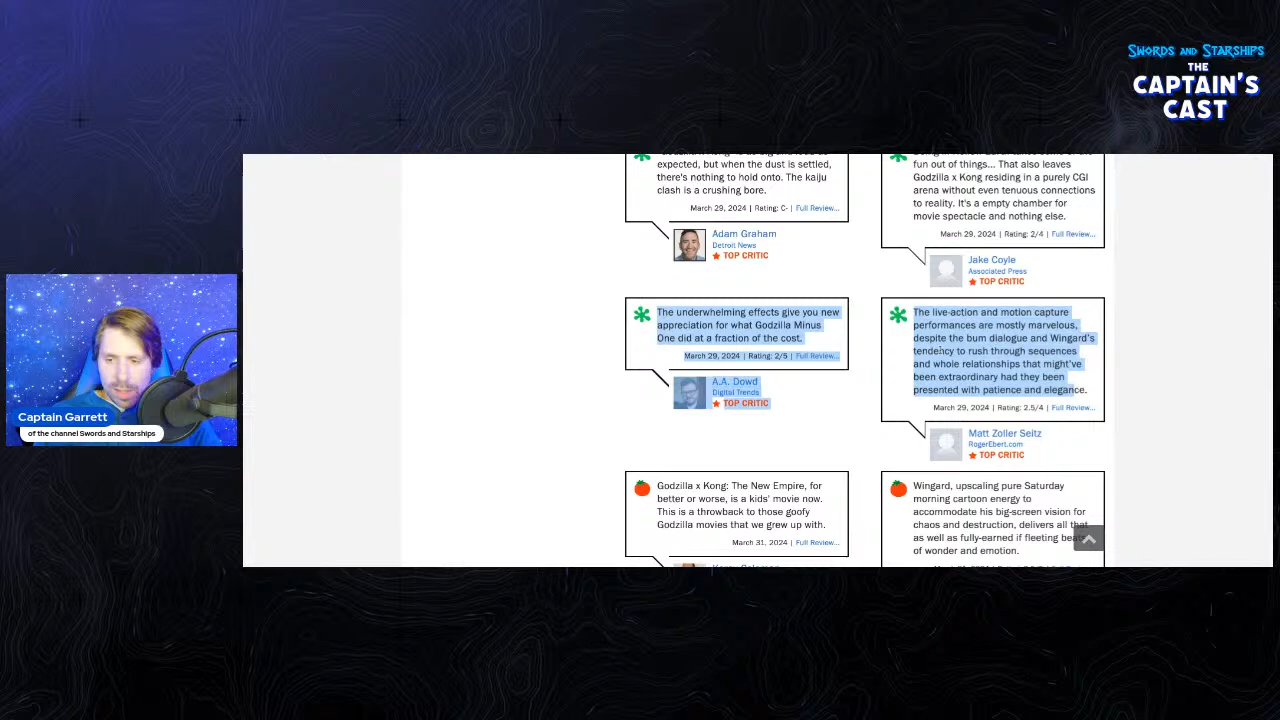 SWORDS AND STARSHIPS
THE
CAPTAIN'S
CAST
expected, but when the dust is settled,
there's nothing to hold onto. The kaiju
clash is a crushing bore.
March 29, 2024 | Rating: C- | Full Review...
Adam Graham
Detroit News
TOP CRITIC
fun out of things... That also leaves
Godzilla x Kong residing in a purely CGI
arena without even tenuous connections
to reality. It's a empty chamber for
movie spectacle and nothing else.
March 29, 2024 | Rating: 2/4 | Full Review...
Jake Coyle
Associated Press
TOP CRITIC
The underwhelming effects give you new
appreciation for what Godzilla Minus
One did at a fraction of the cost.
March 29, 2024 | Rating: 2/5 | Full Review...
A.A. Dowd
Digital Trends
TOP CRITIC
The live-action and motion capture
performances are mostly marvelous,
despite the bum dialogue and Wingard's
tendency to rush through sequences
and whole relationships that might've
been extraordinary had they been
presented with patience and elegance.
March 29, 2024 | Rating: 2.5/4 | Full Review...
Matt Zoller Seitz
RogerEbert.com
TOP CRITIC
Godzilla x Kong: The New Empire, for
better or worse, is a kids' movie now.
This is a throwback to those goofy
Godzilla movies that we grew up with.
March 31, 2024 | Full Review...
Wingard, upscaling pure Saturday
morning cartoon energy to
accommodate his big-screen vision for
chaos and destruction, delivers all that
as well as fully-earned if fleeting beats
of wonder and emotion.
Captain Garrett
of the channel Swords and Starships